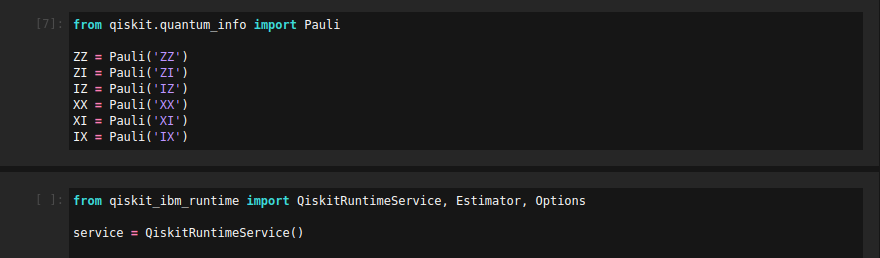 [7]: from qiskit.quantum_info import Pauli
ZZ = Pauli('ZZ')
ZI = Pauli('ZI')
IZ = Pauli('IZ')
XX = Pauli('XX')
XI = Pauli('XI')
IX = Pauli('IX')
[ ]: from qiskit_ibm_runtime import QiskitRuntimeService, Estimator, Options
service = QiskitRuntimeService()